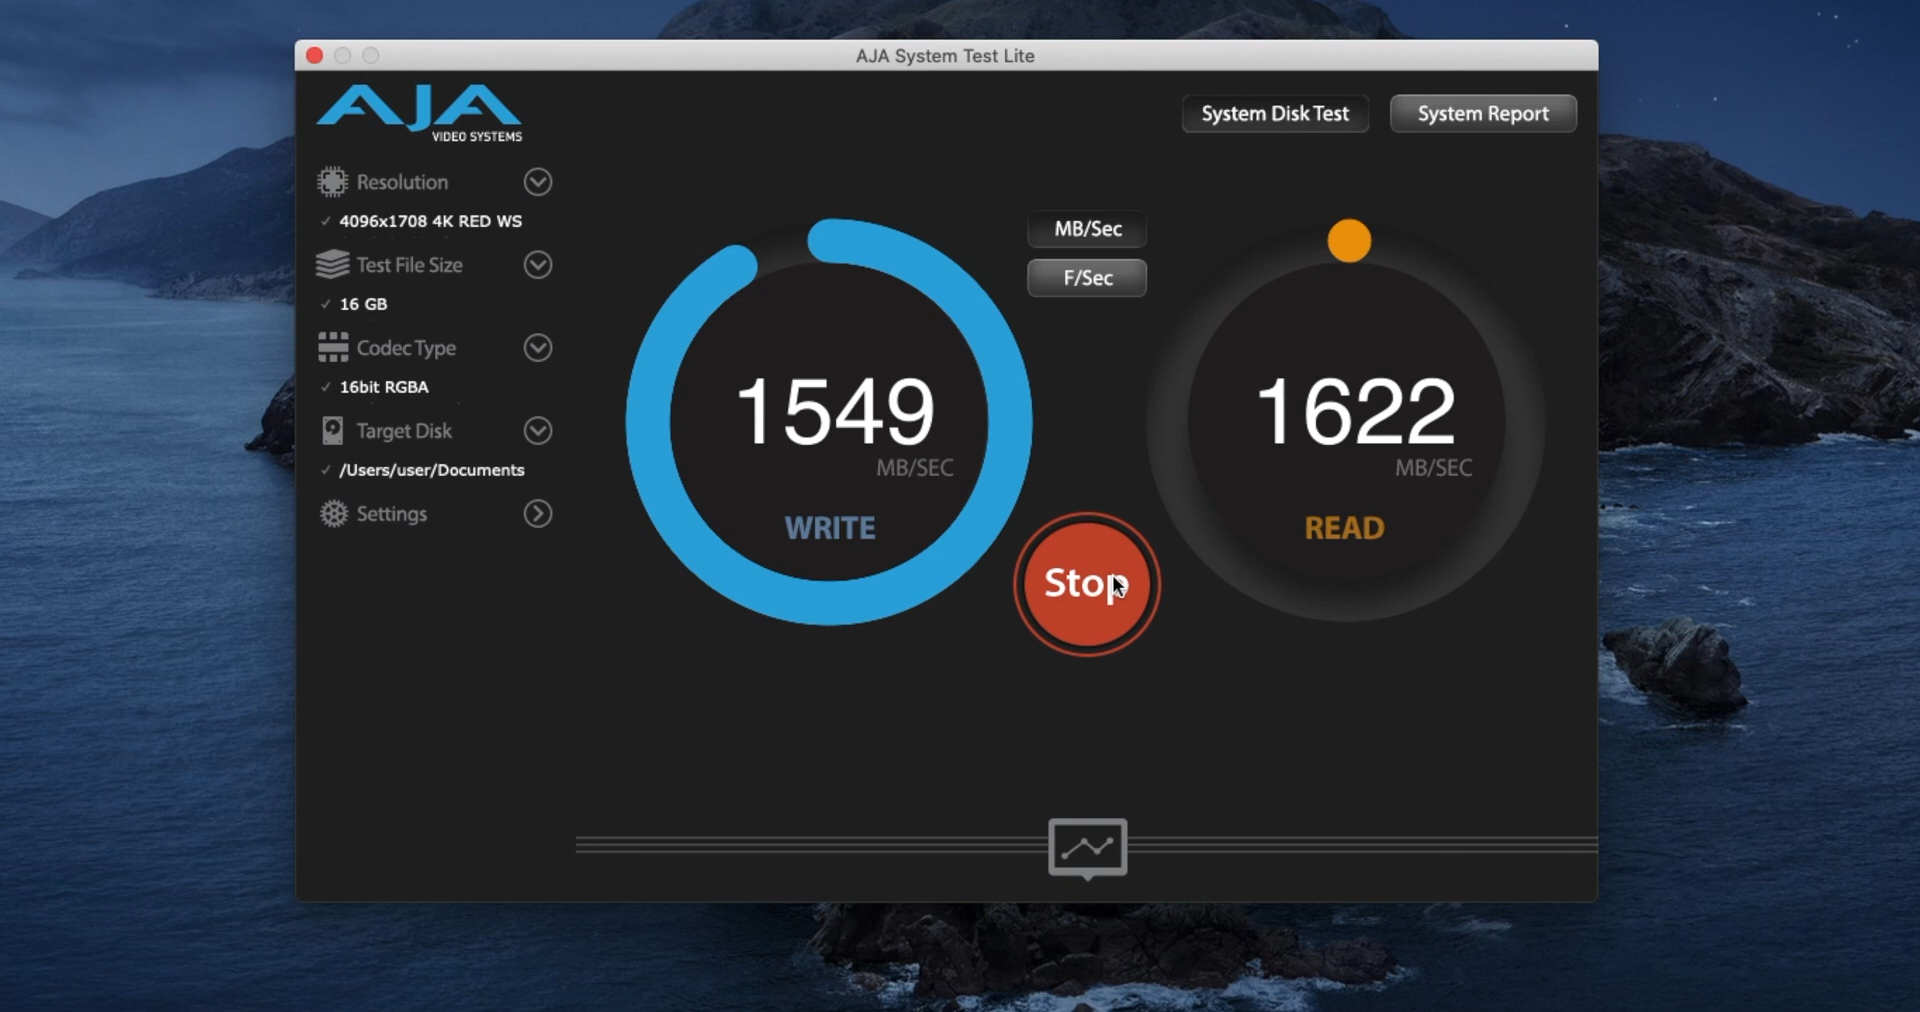 AJA System Test Lite
AJA
VIDEO SYSTEMS
System Disk Test
System Report
Resolution
✓ 4096x1708 4K RED WS
Test File Size
✓ 16 GB
Codec Type
✓ 16bit RGBA
Target Disk
✓ /Users/user/Documents
Settings
MB/Sec
F/Sec
1549
MB/SEC
WRITE
1622
MB/SEC
READ
Stop